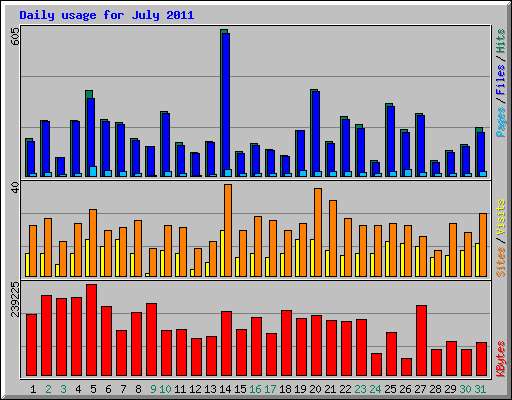 Daily usage for July 2011
605
40
239225
Pages / Files / Hits
Sites / Visits
KBytes
1 2 3 4 5 6 7 8 9 10 11 12 13 14 15 16 17 18 19 20 21 22 23 24 25 26 27 28 29 30 31